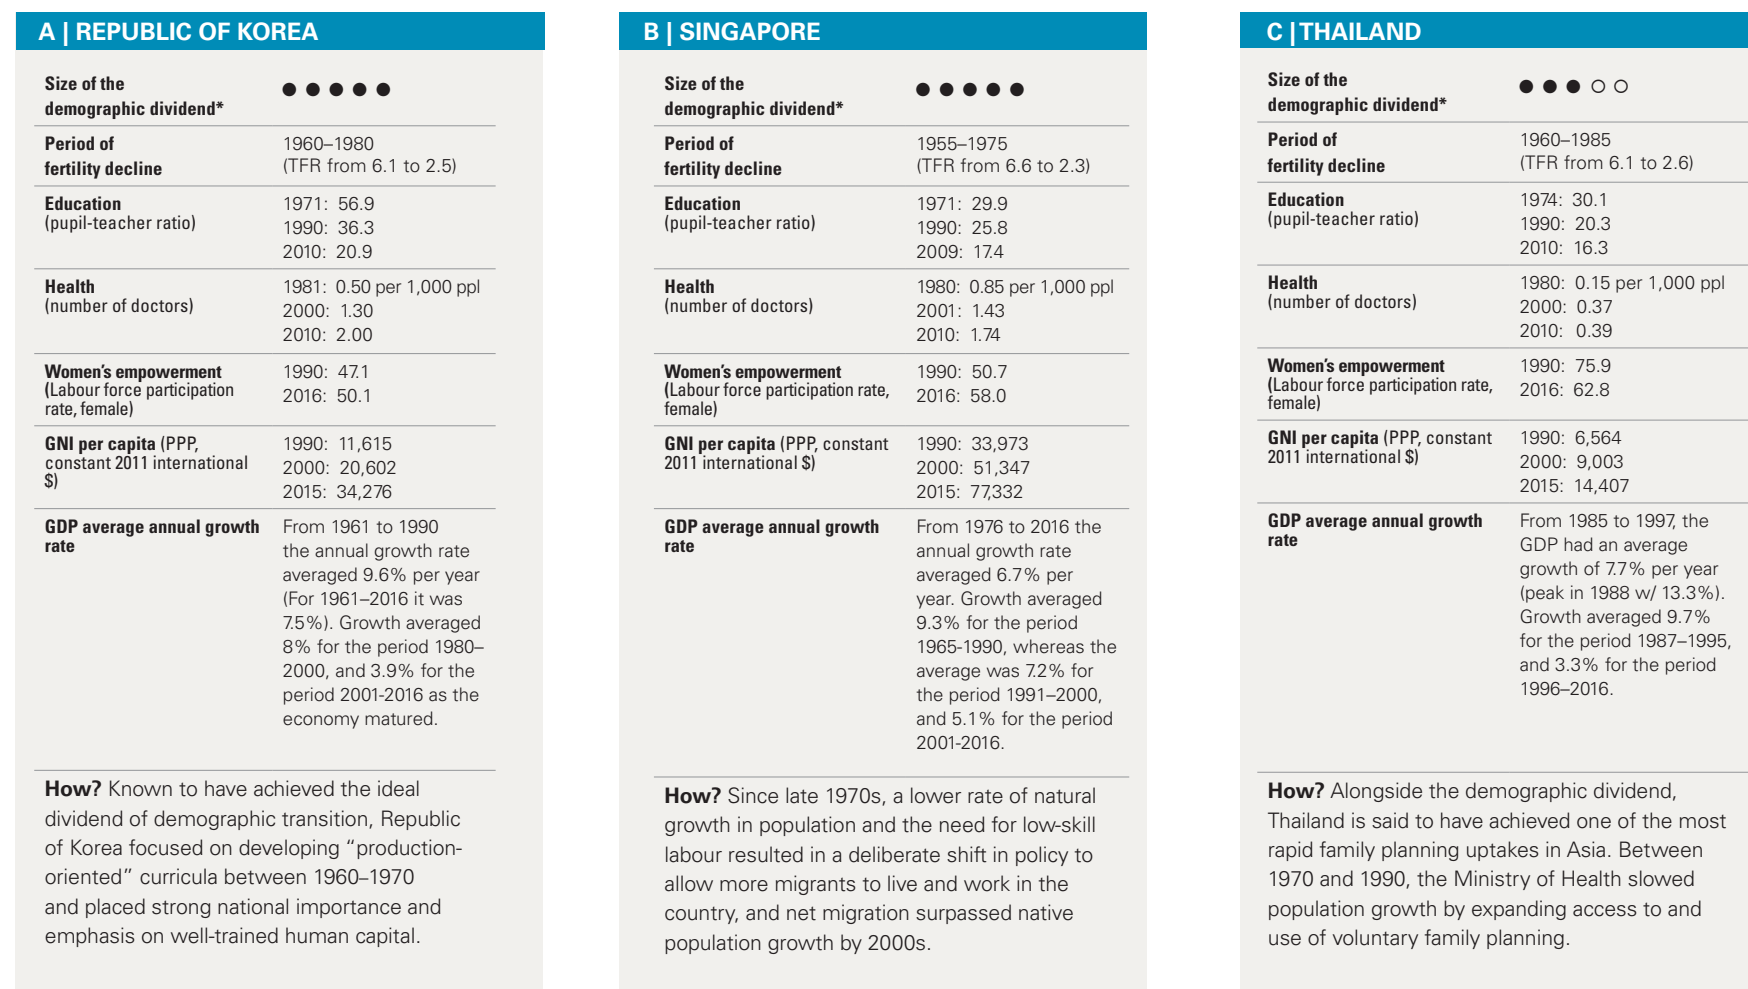 A | REPUBLIC OF KOREA
Size of the
demographic dividend*
Period of
fertility decline
1960–1980
(TFR from 6.1 to 2.5)
Education
(pupil-teacher ratio)
1971: 56.9
1990: 36.3
2010: 20.9
Health
(number of doctors)
1981: 0.50 per 1,000 ppl
2000: 1.30
2010: 2.00
Women's empowerment
(Labour force participation
rate, female)
1990: 47.1
2016: 50.1
GNI per capita (PPP,
constant 2011 international
$)
1990: 11,615
2000: 20,602
2015: 34,276
GDP average annual growth
rate
From 1961 to 1990
the annual growth rate
averaged 9.6% per year
(For 1961–2016 it was
7.5%). Growth averaged
8% for the period 1980–
2000, and 3.9% for the
period 2001-2016 as the
economy matured.
How? Known to have achieved the ideal
dividend of demographic transition, Republic
of Korea focused on developing “production-
oriented” curricula between 1960–1970
and placed strong national importance and
emphasis on well-trained human capital.
B | SINGAPORE
Size of the
demographic dividend*
Period of
fertility decline
1955–1975
(TFR from 6.6 to 2.3)
Education
(pupil-teacher ratio)
1971: 29.9
1990: 25.8
2009: 17.4
Health
(number of doctors)
1980: 0.85 per 1,000 ppl
2001: 1.43
2010: 1.74
Women's empowerment
(Labour force participation rate,
female)
1990: 50.7
2016: 58.0
GNI per capita (PPP, constant
2011 international $)
1990: 33,973
2000: 51,347
2015: 77,332
GDP average annual growth
rate
From 1976 to 2016 the
annual growth rate
averaged 6.7% per
year. Growth averaged
9.3% for the period
1965-1990, whereas the
average was 7.2% for
the period 1991–2000,
and 5.1% for the period
2001-2016.
How? Since late 1970s, a lower rate of natural
growth in population and the need for low-skill
labour resulted in a deliberate shift in policy to
allow more migrants to live and work in the
country, and net migration surpassed native
population growth by 2000s.
C | THAILAND
Size of the
demographic dividend*
Period of
fertility decline
1960–1985
(TFR from 6.1 to 2.6)
Education
(pupil-teacher ratio)
1974: 30.1
1990: 20.3
2010: 16.3
Health
(number of doctors)
1980: 0.15 per 1,000 ppl
2000: 0.37
2010: 0.39
Women's empowerment
(Labour force participation rate,
female)
1990: 75.9
2016: 62.8
GNI per capita (PPP, constant
2011 international $)
1990: 6,564
2000: 9,003
2015: 14,407
GDP average annual growth
rate
From 1985 to 1997, the
GDP had an average
growth of 7.7% per year
(peak in 1988 w/ 13.3%).
Growth averaged 9.7%
for the period 1987–1995,
and 3.3% for the period
1996–2016.
How? Alongside the demographic dividend,
Thailand is said to have achieved one of the most
rapid family planning uptakes in Asia. Between
1970 and 1990, the Ministry of Health slowed
population growth by expanding access to and
use of voluntary family planning.